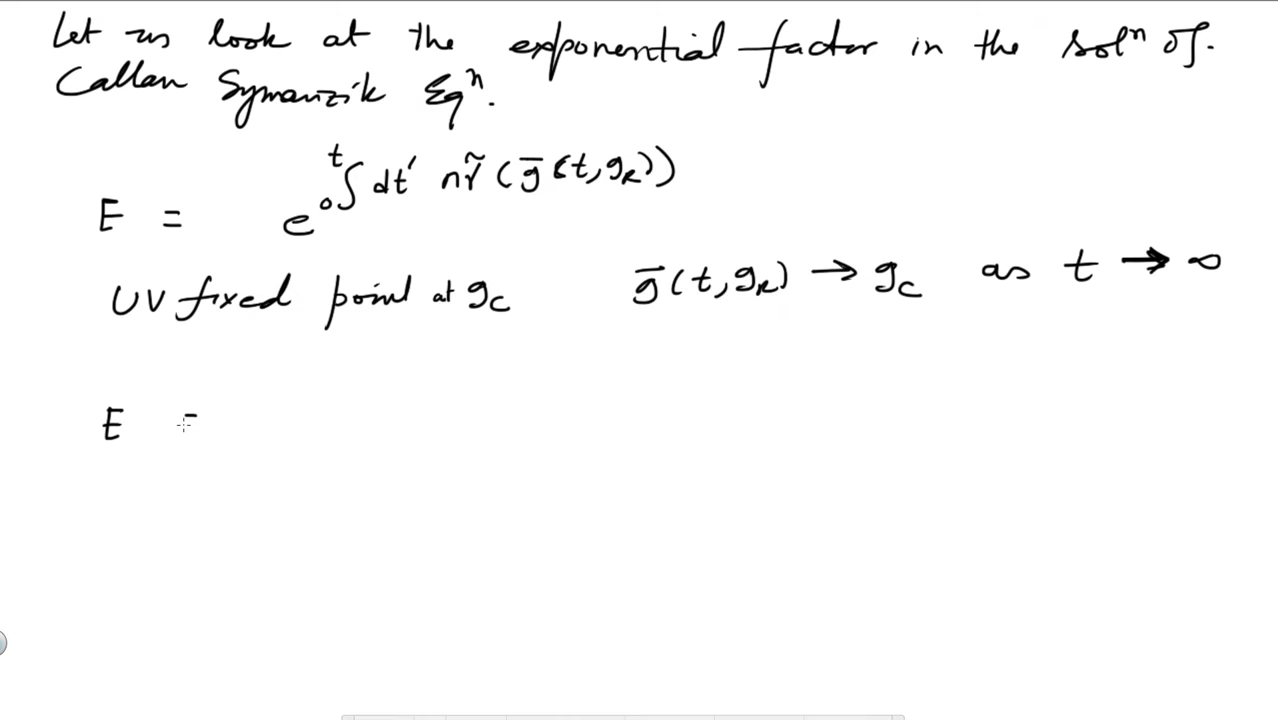 Let us look at the exponential factor in the solⁿ of.
Callan Symanzik Eqⁿ.
E = e^{₀∫^t dt' nγ̃(ḡ(t,g_R))}
UV fixed point at g_c ḡ(t,g_R) → g_c as t → ∞
E =